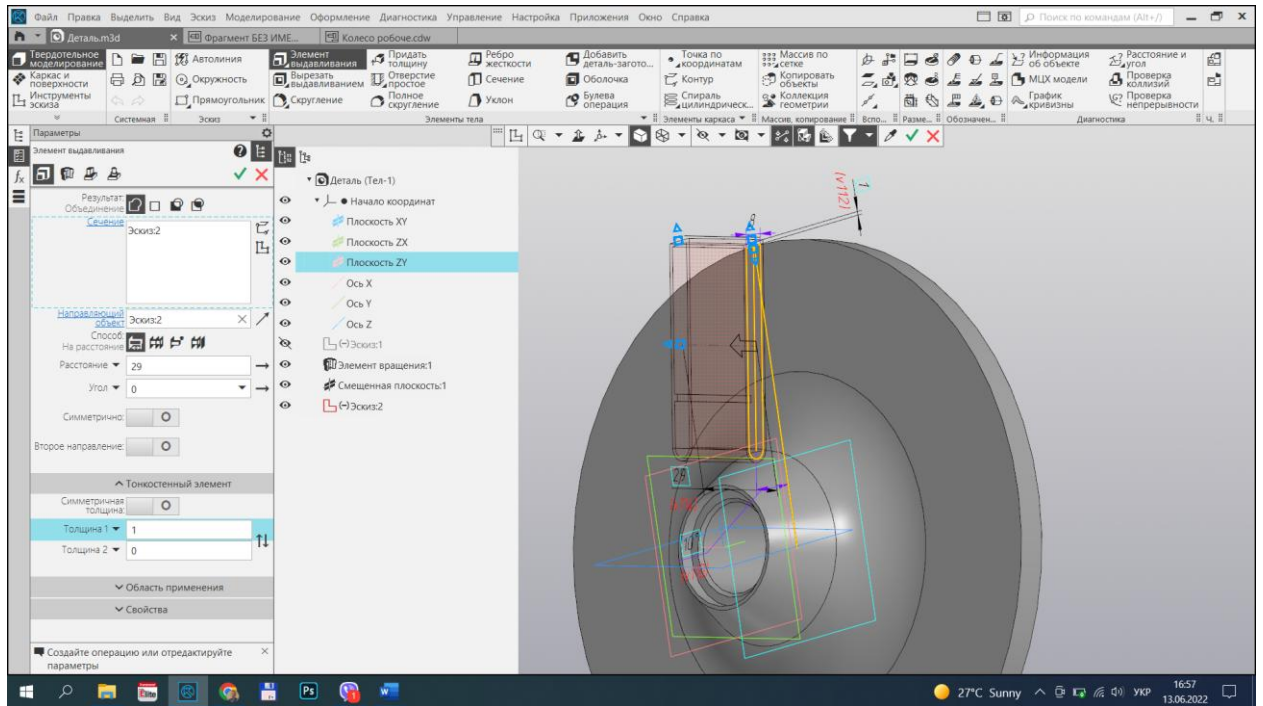 Файл Правка Выделить Вид Эскиз Моделирование Оформление Диагностика Управление Настройка Приложения Окно Справка
Поиск по командам (Alt+/)
Деталь.m3d
Фрагмент БЕЗ ИМЕ...
Колесо робоче.cdw
Твердотельное моделирование
Каркас и поверхности
Инструменты эскиза
Системная
Автолиния
Окружность
Прямоугольник
Эскиз
Элемент выдавливания
Придать толщину
Ребро жесткости
Добавить деталь-загото...
Вырезать выдавливанием
Отверстие простое
Сечение
Оболочка
Скругление
Полное скругление
Уклон
Булева операция
Элементы тела
Точка по координатам
Контур
Спираль цилиндрическ...
Элементы каркаса
Массив по сетке
Копировать объекты
Коллекция геометрии
Массив, копирование
Вспо...
Разме...
Обозначен...
Информация об объекте
МЦХ модели
График кривизны
Расстояние и угол
Проверка коллизий
Проверка непрерывности
Диагностика
Ч.
Параметры
Элемент выдавливания
Результат:
Объединение
Сечение
Эскиз:2
Направляющий объект
Эскиз:2
Способ:
На расстояние
Расстояние
29
Угол
0
Симметрично:
Второе направление:
Тонкостенный элемент
Симметричная толщина:
Толщина 1
1
Толщина 2
0
Область применения
Свойства
Создайте операцию или отредактируйте
параметры
Деталь (Тел-1)
Начало координат
Плоскость XY
Плоскость ZX
Плоскость ZY
Ось X
Ось Y
Ось Z
(-)Эскиз:1
Элемент вращения:1
Смещенная плоскость:1
(-)Эскиз:2
(v112)
1
28
27°C Sunny
УКР
16:57
13.06.2022